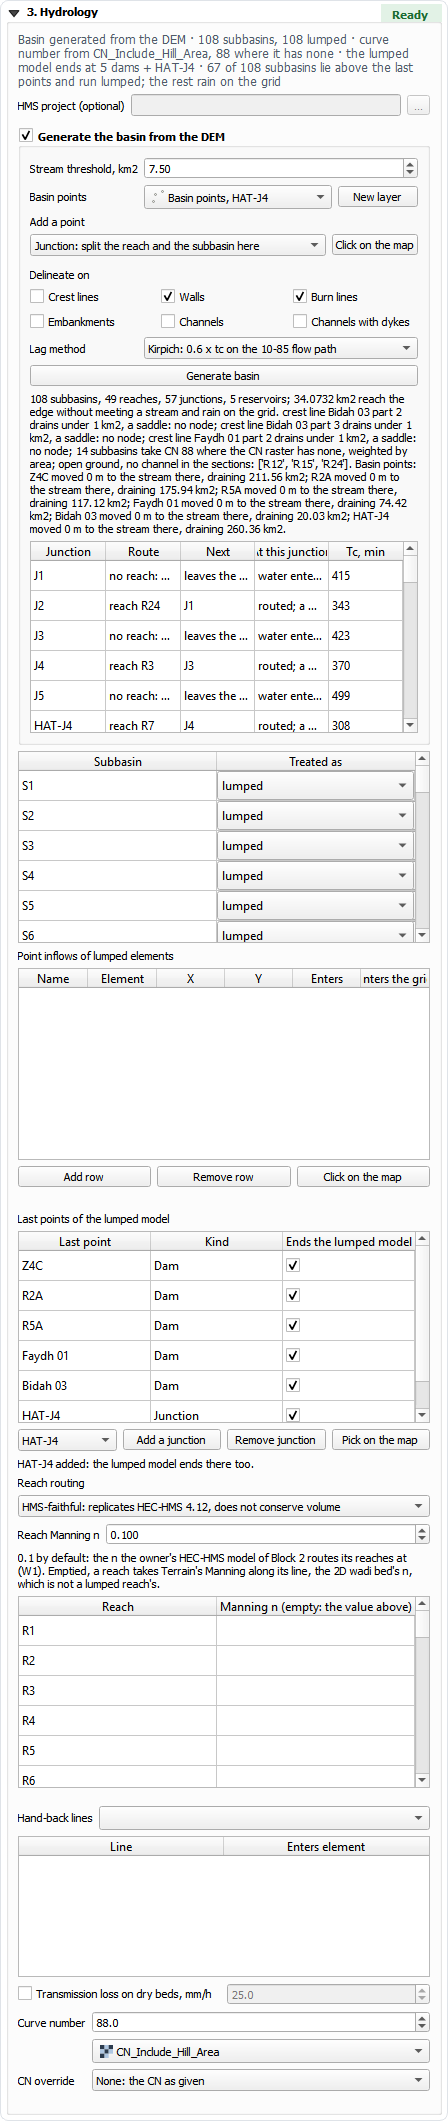 3. Hydrology
Ready
Basin generated from the DEM · 108 subbasins, 108 lumped · curve
number from CN_Include_Hill_Area, 88 where it has none · the lumped
model ends at 5 dams + HAT-J4 · 67 of 108 subbasins lie above the last
points and run lumped; the rest rain on the grid
HMS project (optional)
...
Generate the basin from the DEM
Stream threshold, km2 7.50
Basin points Basin points, HAT-J4 New layer
Add a point
Junction: split the reach and the subbasin here Click on the map
Delineate on
Crest lines Walls Burn lines
Embankments Channels Channels with dykes
Lag method Kirpich: 0.6 x tc on the 10-85 flow path
Generate basin
108 subbasins, 49 reaches, 57 junctions, 5 reservoirs; 34.0732 km2 reach
the edge without meeting a stream and rain on the grid. crest line Bidah 03 part 2
drains under 1 km2, a saddle: no node; crest line Bidah 03 part 3 drains under 1
km2, a saddle: no node; crest line Faydh 01 part 2 drains under 1 km2, a saddle:
no node; 14 subbasins take CN 88 where the CN raster has none, weighted by
area; open ground, no channel in the sections: ['R12', 'R15', 'R24']. Basin points:
Z4C moved 0 m to the stream there, draining 211.56 km2; R2A moved 0 m to
the stream there, draining 175.94 km2; R5A moved 0 m to the stream there,
draining 117.12 km2; Faydh 01 moved 0 m to the stream there, draining 74.42
km2; Bidah 03 moved 0 m to the stream there, draining 20.03 km2; HAT-J4
moved 0 m to the stream there, draining 260.36 km2.
Junction Route Next At this junction Tc, min
J1 no reach: ... leaves the ... water ente... 415
J2 reach R24 J1 routed; a ... 343
J3 no reach: ... leaves the ... water ente... 423
J4 reach R3 J3 routed; a ... 370
J5 no reach: ... leaves the ... water ente... 499
HAT-J4 reach R7 J4 routed; a ... 308
Subbasin Treated as
S1 lumped
S2 lumped
S3 lumped
S4 lumped
S5 lumped
S6 lumped
Point inflows of lumped elements
Name Element X Y Enters nters the gri
Add row Remove row Click on the map
Last points of the lumped model
Last point Kind Ends the lumped model
Z4C Dam
R2A Dam
R5A Dam
Faydh 01 Dam
Bidah 03 Dam
HAT-J4 Junction
HAT-J4 Add a junction Remove junction Pick on the map
HAT-J4 added: the lumped model ends there too.
Reach routing
HMS-faithful: replicates HEC-HMS 4.12, does not conserve volume
Reach Manning n 0.100
0.1 by default: the n the owner's HEC-HMS model of Block 2 routes its reaches at
(W1). Emptied, a reach takes Terrain's Manning along its line, the 2D wadi bed's n,
which is not a lumped reach's.
Reach Manning n (empty: the value above)
R1
R2
R3
R4
R5
R6
Hand-back lines
Line Enters element
Transmission loss on dry beds, mm/h 25.0
Curve number 88.0
CN_Include_Hill_Area
CN override None: the CN as given